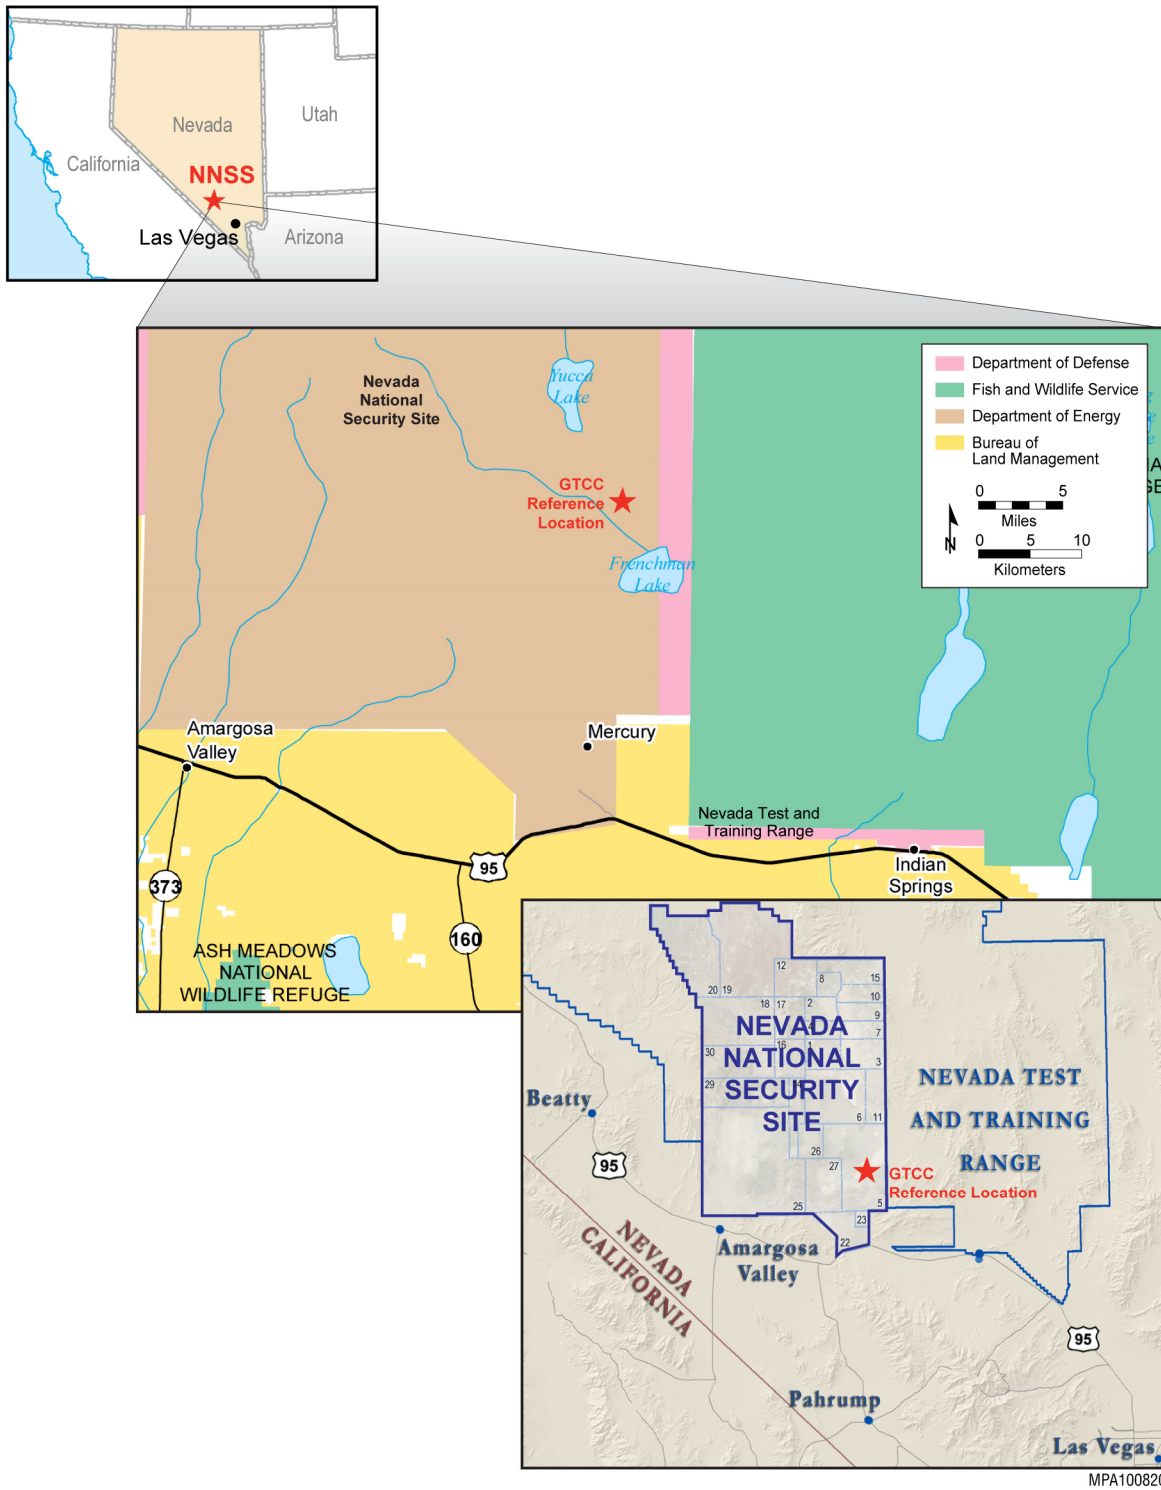 Nevada
Utah
California
NNSS
Las Vegas
Arizona
Nevada
National
Security Site
Yucca
Lake
GTCC
Reference
Location
Frenchman
Lake
Department of Defense
Fish and Wildlife Service
Department of Energy
Bureau of
Land Management
0 5
Miles
N
0 5 10
Kilometers
Amargosa
Valley
Mercury
Nevada Test and
Training Range
Indian
Springs
95
373
160
ASH MEADOWS
NATIONAL
WILDLIFE REFUGE
12
8
15
20 19
18 17
2
10
9
7
NEVADA
NATIONAL
SECURITY
SITE
30
16
1
3
29
6 11
26
27
25
5
23
22
NEVADA TEST
AND TRAINING
RANGE
Beatty
95
GTCC
Reference Location
NEVADA
CALIFORNIA
Amargosa
Valley
95
Pahrump
Las Vegas
MPA100820